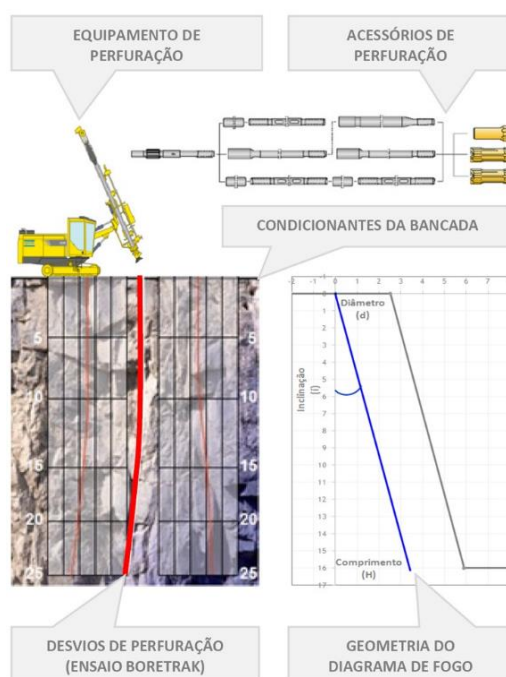 EQUIPAMENTO DE
PERFURAÇÃO
ACESSÓRIOS DE
PERFURAÇÃO
CONDICIONANTES DA BANCADA
-2 -1 0 1 2 3 4 5 6 7
Diâmetro
(d)
Inclinação
(i)
0
1
2
3
4
5
6
7
8
9
10
11
12
13
14
15
16
17
Comprimento
(H)
5 5
10 10
15 15
20 20
25 25
DESVIOS DE PERFURAÇÃO
(ENSAIO BORETRAK)
GEOMETRIA DO
DIAGRAMA DE FOGO